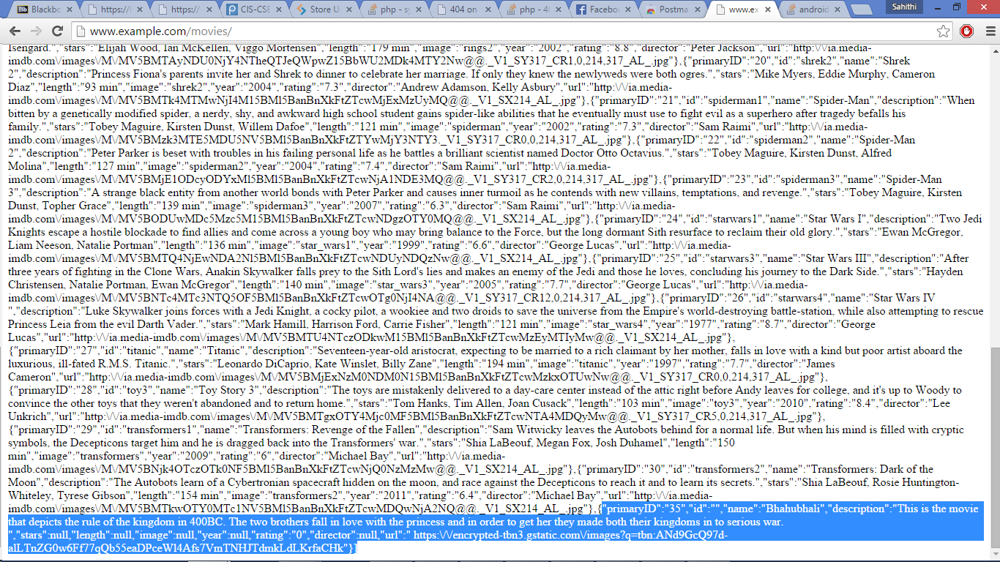 Blackbc
https://l
https://
CIS-CSE
Store U
php - sy
404 on
php - 40
Faceboo
Postma
www.ex
android
Sahithi
www.example.com/movies/
Isengard.","stars":"Elijah Wood, Ian McKellen, Viggo Mortensen","length":"179 min","image":"rings2","year":"2002","rating":"8.8","director":"Peter Jackson","url":"http:\/\/ia.media-
imdb.com\/images\/M\/MV5BMTAyNDU0NjY4NTheQTJeQWpwZ15BbWU2MDk4MTY2Nw@@._V1_SY317_CR1,0,214,317_AL_.jpg"},{"primaryID":"20","id":"shrek2","name":"Shrek
2","description":"Princess Fiona's parents invite her and Shrek to dinner to celebrate her marriage. If only they knew the newlyweds were both ogres.","stars":"Mike Myers, Eddie Murphy, Cameron
Diaz","length":"93 min","image":"shrek2","year":"2004","rating":"7.3","director":"Andrew Adamson, Kelly Asbury","url":"http:\/\/ia.media-
imdb.com\/images\/M\/MV5BMTk4MTMwNjI4M15BMl5BanBnXkFtZTcwMjExMzUyMQ@@._V1_SX214_AL_.jpg"},{"primaryID":"21","id":"spiderman1","name":"Spider-Man","description":"When
bitten by a genetically modified spider, a nerdy, shy, and awkward high school student gains spider-like abilities that he eventually must use to fight evil as a superhero after tragedy befalls his
family.","stars":"Tobey Maguire, Kirsten Dunst, Willem Dafoe","length":"121 min","image":"spiderman","year":"2002","rating":"7.3","director":"Sam Raimi","url":"http:\/\/ia.media-
imdb.com\/images\/M\/MV5BMzk3MTE5MDU5NV5BMl5BanBnXkFtZTYwMjY3NTY3._V1_SY317_CR0,0,214,317_AL_.jpg"},{"primaryID":"22","id":"spiderman2","name":"Spider-Man
2","description":"Peter Parker is beset with troubles in his failing personal life as he battles a brilliant scientist named Doctor Otto Octavius.","stars":"Tobey Maguire, Kirsten Dunst, Alfred
Molina","length":"127 min","image":"spiderman2","year":"2004","rating":"7.4","director":"Sam Raimi","url":"http:\/\/ia.media-
imdb.com\/images\/M\/MV5BMjE1ODcyODYxMl5BMl5BanBnXkFtZTcwNjA1NDE3MQ@@._V1_SY317_CR2,0,214,317_AL_.jpg"},{"primaryID":"23","id":"spiderman3","name":"Spider-Man
3","description":"A strange black entity from another world bonds with Peter Parker and causes inner turmoil as he contends with new villains, temptations, and revenge.","stars":"Tobey Maguire, Kirsten
Dunst, Topher Grace","length":"139 min","image":"spiderman3","year":"2007","rating":"6.3","director":"Sam Raimi","url":"http:\/\/ia.media-
imdb.com\/images\/M\/MV5BODUwMDc5Mzc5M15BMl5BanBnXkFtZTcwNDgzOTY0MQ@@._V1_SX214_AL_.jpg"},{"primaryID":"24","id":"starwars1","name":"Star Wars I","description":"Two Jedi
Knights escape a hostile blockade to find allies and come across a young boy who may bring balance to the Force, but the long dormant Sith resurface to reclaim their old glory.","stars":"Ewan McGregor,
Liam Neeson, Natalie Portman","length":"136 min","image":"star_wars1","year":"1999","rating":"6.6","director":"George Lucas","url":"http:\/\/ia.media-
imdb.com\/images\/M\/MV5BMTQ4NjEwNDA2Nl5BMl5BanBnXkFtZTcwNDUyNDQzNw@@._V1_SX214_AL_.jpg"},{"primaryID":"25","id":"starwars3","name":"Star Wars III","description":"After
three years of fighting in the Clone Wars, Anakin Skywalker falls prey to the Sith Lord's lies and makes an enemy of the Jedi and those he loves, concluding his journey to the Dark Side.","stars":"Hayden
Christensen, Natalie Portman, Ewan McGregor","length":"140 min","image":"star_wars3","year":"2005","rating":"7.7","director":"George Lucas","url":"http:\/\/ia.media-
imdb.com\/images\/M\/MV5BNTc4MTc3NTQ5OF5BMl5BanBnXkFtZTcwOTg0NjI4NA@@._V1_SY317_CR12,0,214,317_AL_.jpg"},{"primaryID":"26","id":"starwars4","name":"Star Wars IV
","description":"Luke Skywalker joins forces with a Jedi Knight, a cocky pilot, a wookiee and two droids to save the universe from the Empire's world-destroying battle-station, while also attempting to rescue
Princess Leia from the evil Darth Vader.","stars":"Mark Hamill, Harrison Ford, Carrie Fisher","length":"121 min","image":"star_wars4","year":"1977","rating":"8.7","director":"George
Lucas","url":"http:\/\/ia.media-imdb.com\/images\/M\/MV5BMTU4NTczODkwM15BMl5BanBnXkFtZTcwMzEyMTIyMw@@._V1_SX214_AL_.jpg"},
{"primaryID":"27","id":"titanic","name":"Titanic","description":"Seventeen-year-old aristocrat, expecting to be married to a rich claimant by her mother, falls in love with a kind but poor artist aboard the
luxurious, ill-fated R.M.S. Titanic.","stars":"Leonardo DiCaprio, Kate Winslet, Billy Zane","length":"194 min","image":"titanic","year":"1997","rating":"7.7","director":"James
Cameron","url":"http:\/\/ia.media-imdb.com\/images\/M\/MV5BMjExNzM0NDM0N15BMl5BanBnXkFtZTcwMzkxOTUwNw@@._V1_SY317_CR0,0,214,317_AL_.jpg"},
{"primaryID":"28","id":"toy3","name":"Toy Story 3","description":"The toys are mistakenly delivered to a day-care center instead of the attic right before Andy leaves for college, and it's up to Woody to
convince the other toys that they weren't abandoned and to return home.","stars":"Tom Hanks, Tim Allen, Joan Cusack","length":"103 min","image":"toy3","year":"2010","rating":"8.4","director":"Lee
Unkrich","url":"http:\/\/ia.media-imdb.com\/images\/M\/MV5BMTgxOTY4Mjc0MF5BMl5BanBnXkFtZTcwNTA4MDQyMw@@._V1_SY317_CR5,0,214,317_AL_.jpg"},
{"primaryID":"29","id":"transformers1","name":"Transformers: Revenge of the Fallen","description":"Sam Witwicky leaves the Autobots behind for a normal life. But when his mind is filled with cryptic
symbols, the Decepticons target him and he is dragged back into the Transformers' war.","stars":"Shia LaBeouf, Megan Fox, Josh Duhamel","length":"150
min","image":"transformers","year":"2009","rating":"6","director":"Michael Bay","url":"http:\/\/ia.media-
imdb.com\/images\/M\/MV5BNjk4OTczOTk0NF5BMl5BanBnXkFtZTcwNjQ0NzMzMw@@._V1_SX214_AL_.jpg"},{"primaryID":"30","id":"transformers2","name":"Transformers: Dark of the
Moon","description":"The Autobots learn of a Cybertronian spacecraft hidden on the moon, and race against the Decepticons to reach it and to learn its secrets.","stars":"Shia LaBeouf, Rosie Huntington-
Whiteley, Tyrese Gibson","length":"154 min","image":"transformers2","year":"2011","rating":"6.4","director":"Michael Bay","url":"http:\/\/ia.media-
imdb.com\/images\/M\/MV5BMTkwOTY0MTc1NV5BMl5BanBnXkFtZTcwMDQwNjA2NQ@@._V1_SX214_AL_.jpg"},{"primaryID":"35","id":"","name":"Bhahubhali","description":"This is the movie
that depicts the rule of the kingdom in 400BC. The two brothers fall in love with the princess and in order to get her they made both their kingdoms in to serious war.
","stars":null,"length":null,"image":null,"year":null,"rating":"0","director":null,"url":" https:\/\/encrypted-tbn3.gstatic.com\/images?q=tbn:ANd9GcQ97d-
alLTnZG0w6Ff77qQb55eaDPceWl4Afs7VmTNHJTdmkLdLKrfaCHk"}]